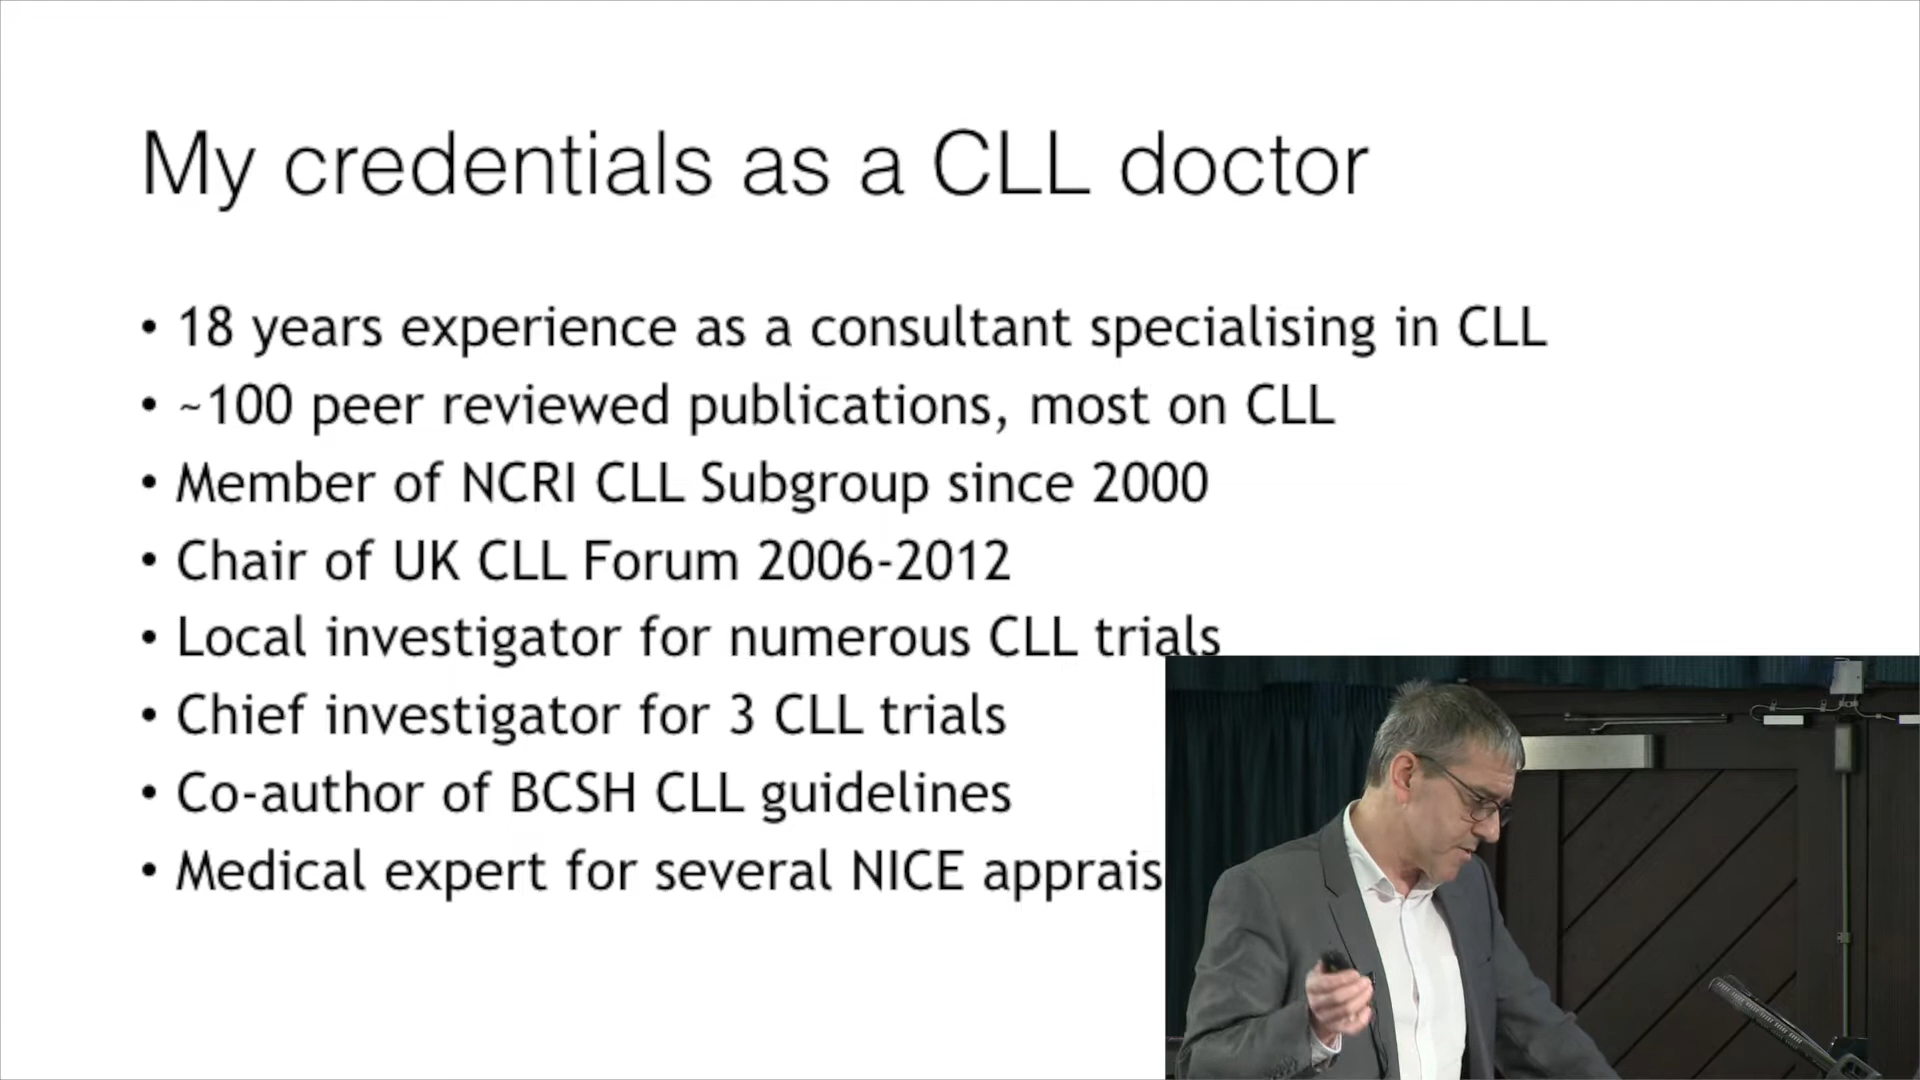 My credentials as a CLL doctor
• 18 years experience as a consultant specialising in CLL
• ~100 peer reviewed publications, most on CLL
• Member of NCRI CLL Subgroup since 2000
• Chair of UK CLL Forum 2006-2012
• Local investigator for numerous CLL trials
• Chief investigator for 3 CLL trials
• Co-author of BCSH CLL guidelines
• Medical expert for several NICE apprais